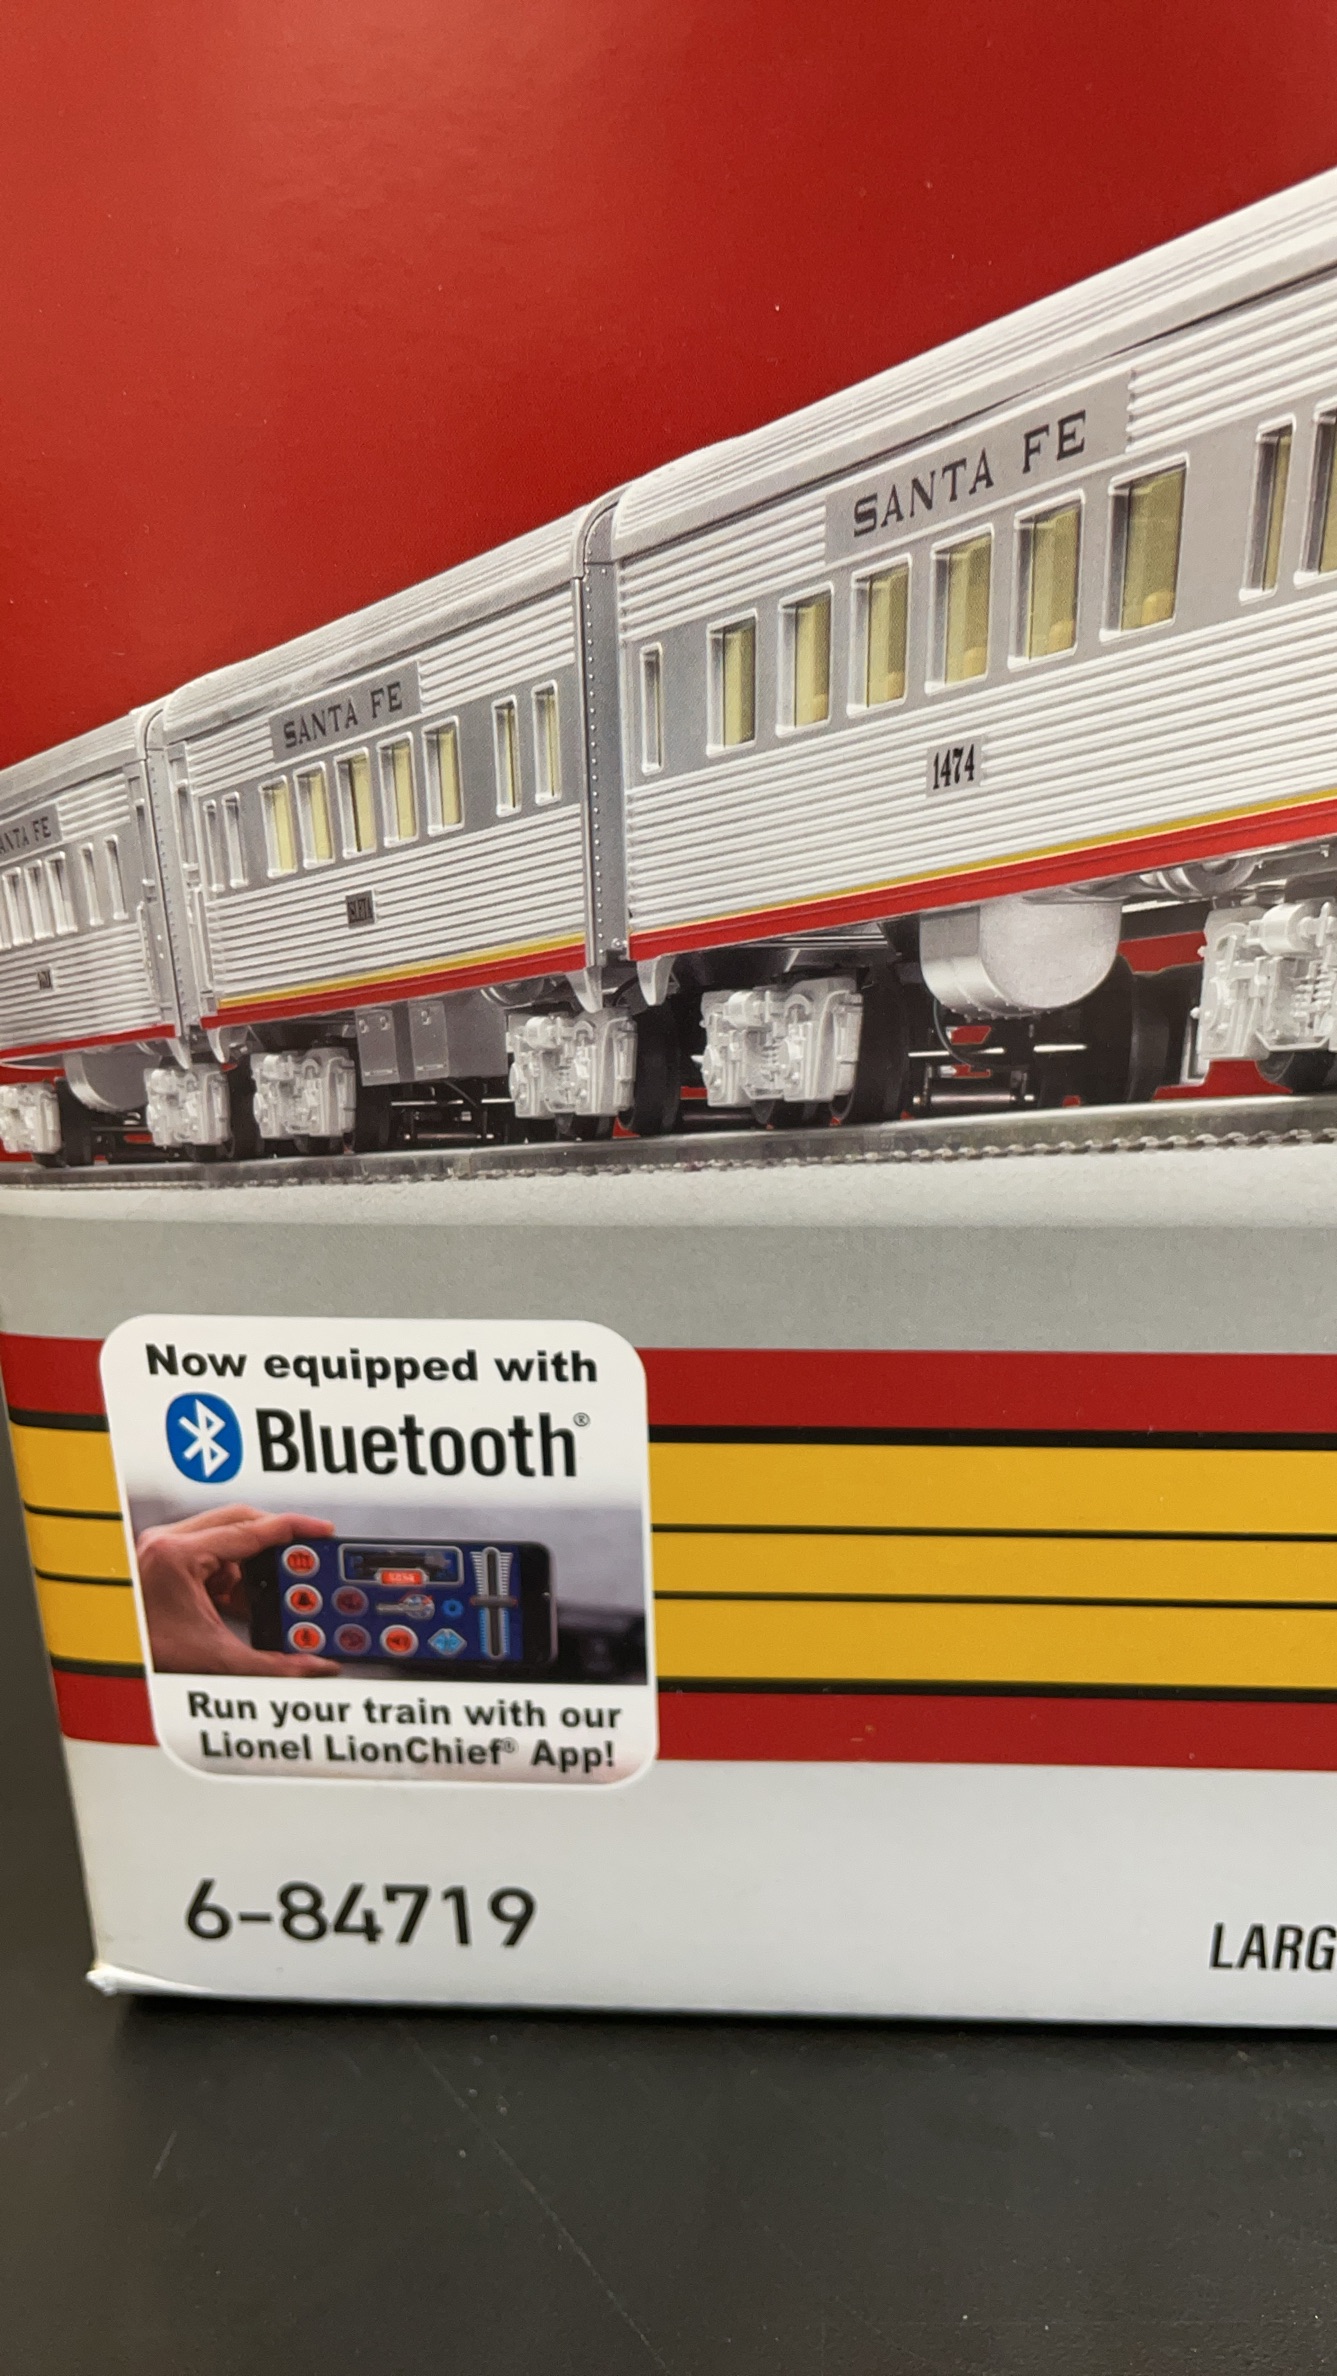 SANTA FE
1474
SANTA FE
ANTA FE
Now equipped with
Bluetooth®
Run your train with our
Lionel LionChief® App!
6-84719
LARG